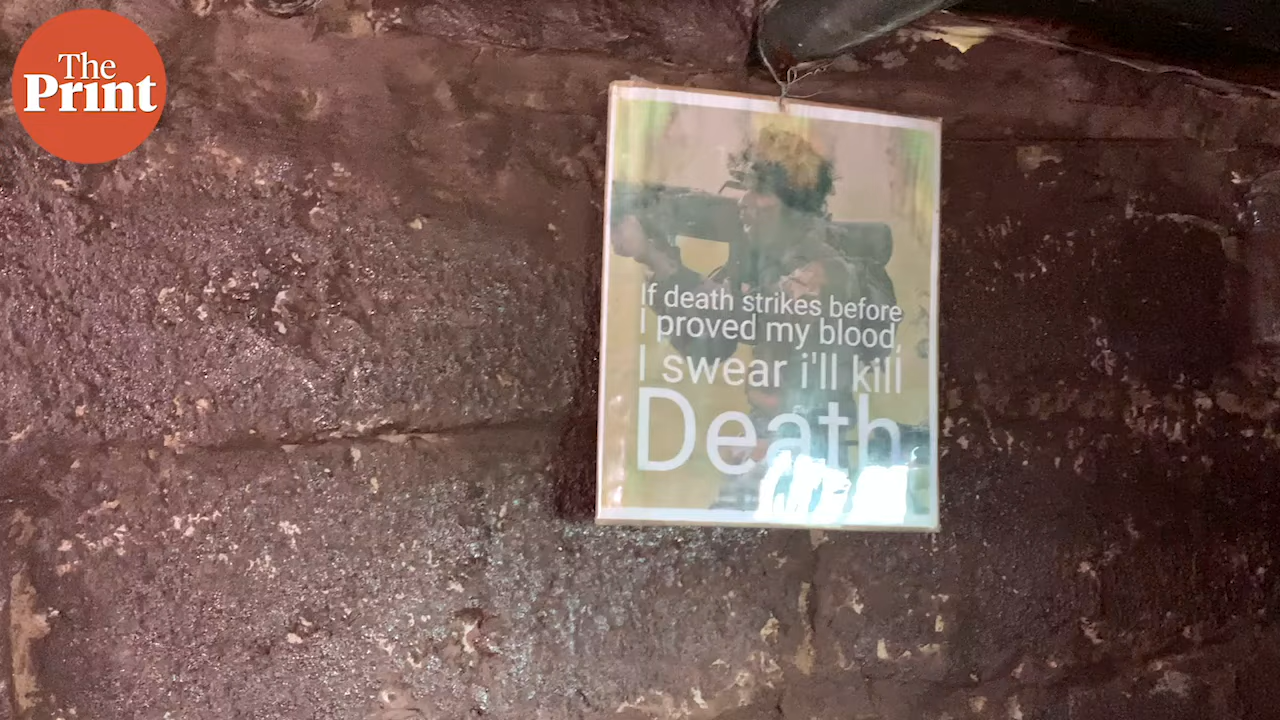 The
Print
If death strikes before
I proved my blood,
I swear i'll kill
Death